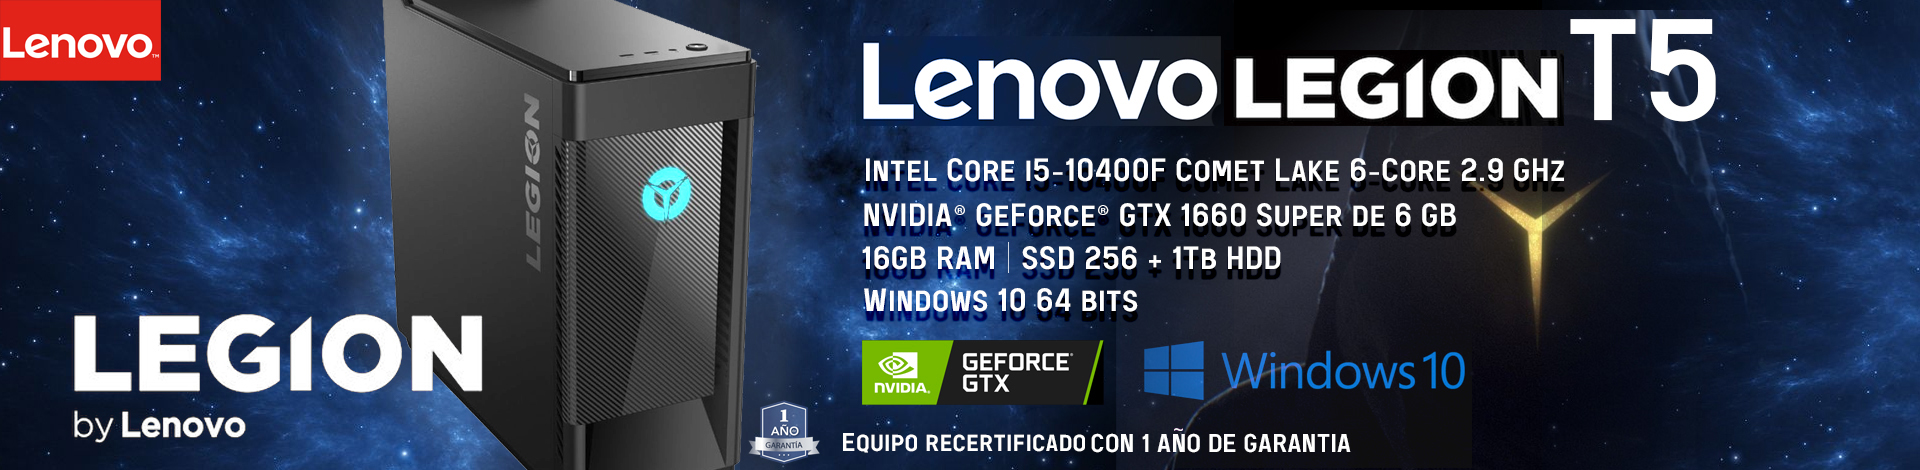 Lenovo™
LEGION
LEGION
by Lenovo
Lenovo LEGION T5
Intel Core i5-10400F Comet Lake 6-Core 2.9 GHz
NVIDIA® GeForce® GTX 1660 Super de 6 GB
16GB RAM | SSD 256 + 1Tb HDD
Windows 10 64 bits
NVIDIA. GEFORCE® GTX
Windows 10
1
AÑO
GARANTÍA
Equipo recertificado con 1 año de garantia